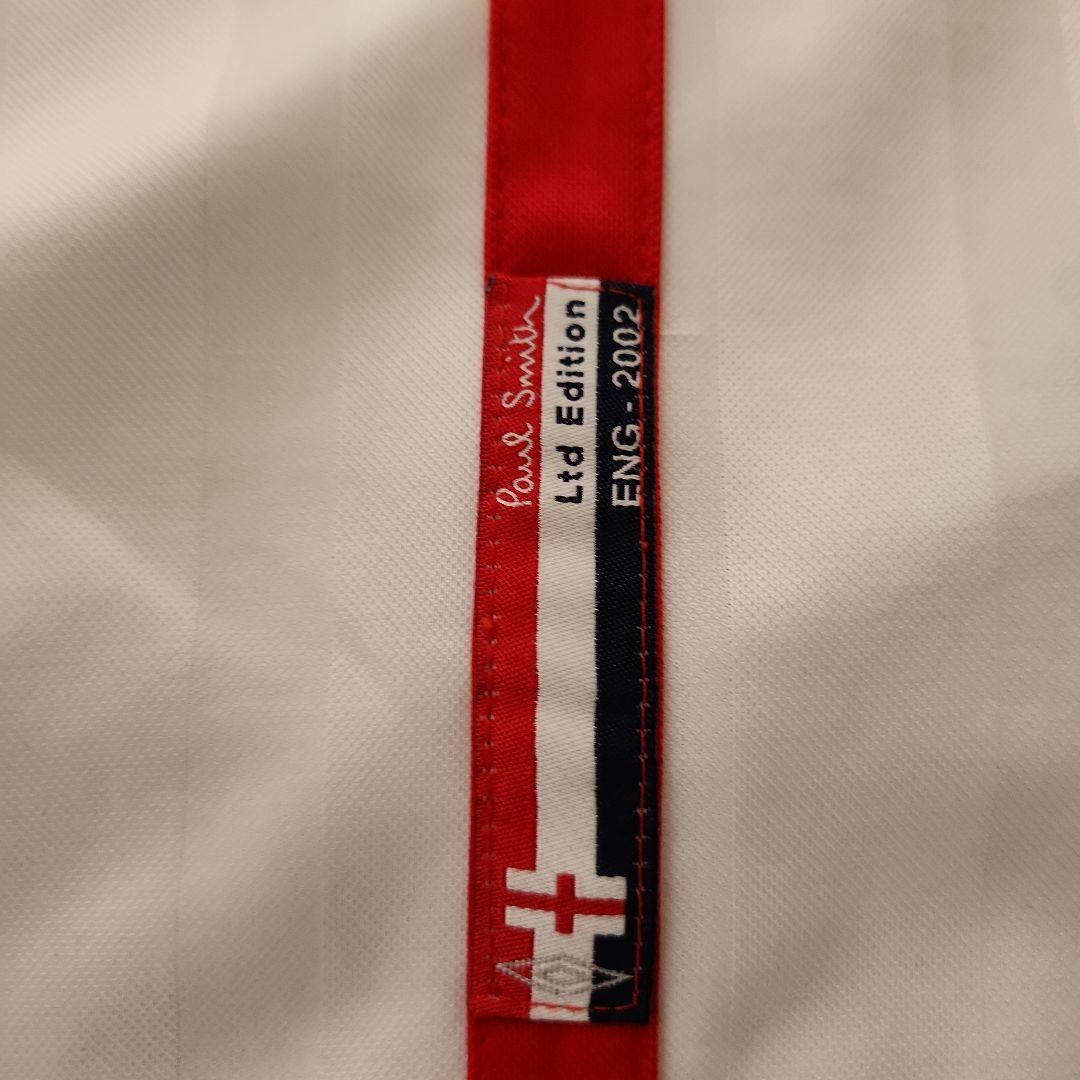 Paul Smith
Ltd Edition
ENG - 2002